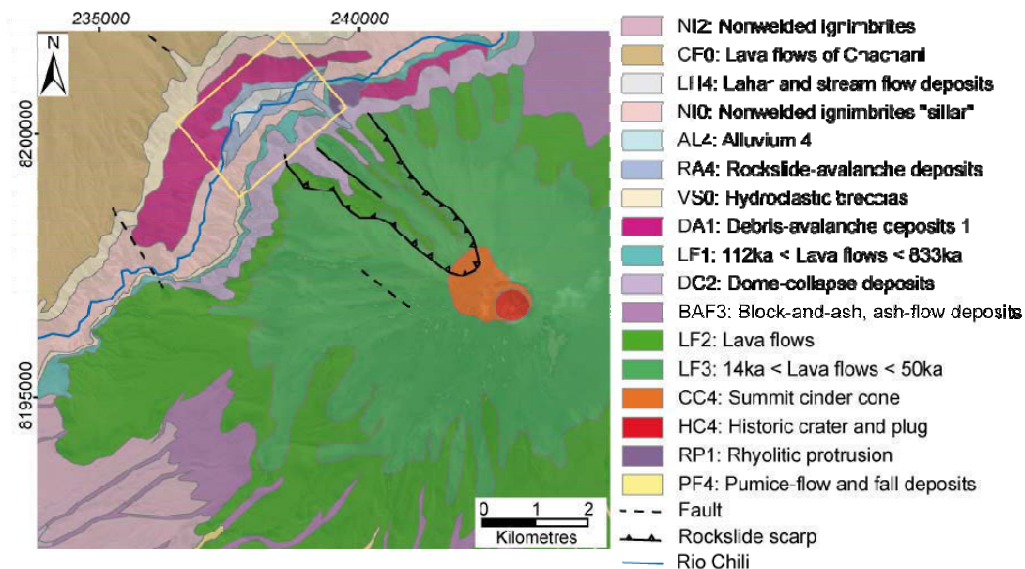 235000 240000
N
8200000
8195000
0 1 2
Kilometres
NI2: Nonwelded ignimbrites
CF0: Lava flows of Chachani
LH4: Lahar and stream flow deposits
NI0: Nonwelded ignimbrites "sillar"
AL4: Alluvium 4
RA4: Rockslide-avalanche deposits
VS0: Hydroclastic breccias
DA1: Debris-avalanche deposits 1
LF1: 112ka < Lava flows < 833ka
DC2: Dome-collapse deposits
BAF3: Block-and-ash, ash-flow deposits
LF2: Lava flows
LF3: 14ka < Lava flows < 50ka
CC4: Summit cinder cone
HC4: Historic crater and plug
RP1: Rhyolitic protrusion
PF4: Pumice-flow and fall deposits
Fault
Rockslide scarp
Rio Chili